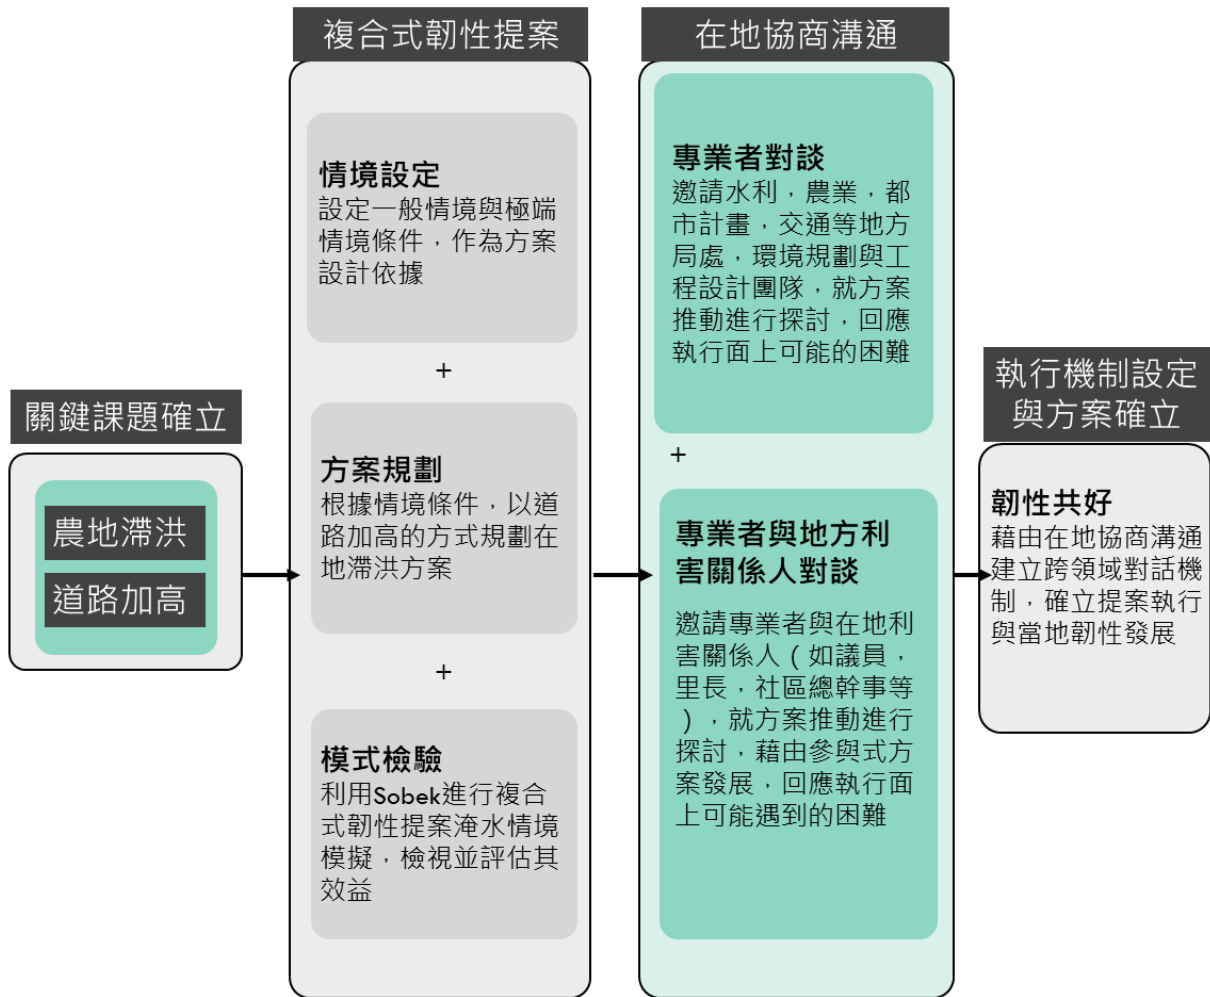 關鍵課題確立
農地滯洪
道路加高
複合式韌性提案
情境設定
設定一般情境與極端
情境條件，作為方案
設計依據
+
方案規劃
根據情境條件，以道
路加高的方式規劃在
地滯洪方案
+
模式檢驗
利用Sobek進行複合
式韌性提案淹水情境
模擬，檢視並評估其
效益
在地協商溝通
專業者對談
邀請水利，農業，都
市計畫，交通等地方
局處，環境規劃與工
程設計團隊，就方案
推動進行探討，回應
執行面上可能的困難
+
專業者與地方利
害關係人對談
邀請專業者與在地利
害關係人（如議員，
里長，社區總幹事等
），就方案推動進行
探討，藉由參與式方
案發展，回應執行面
上可能遇到的困難
執行機制設定
與方案確立
韌性共好
藉由在地協商溝通
建立跨領域對話機
制，確立提案執行
與當地韌性發展